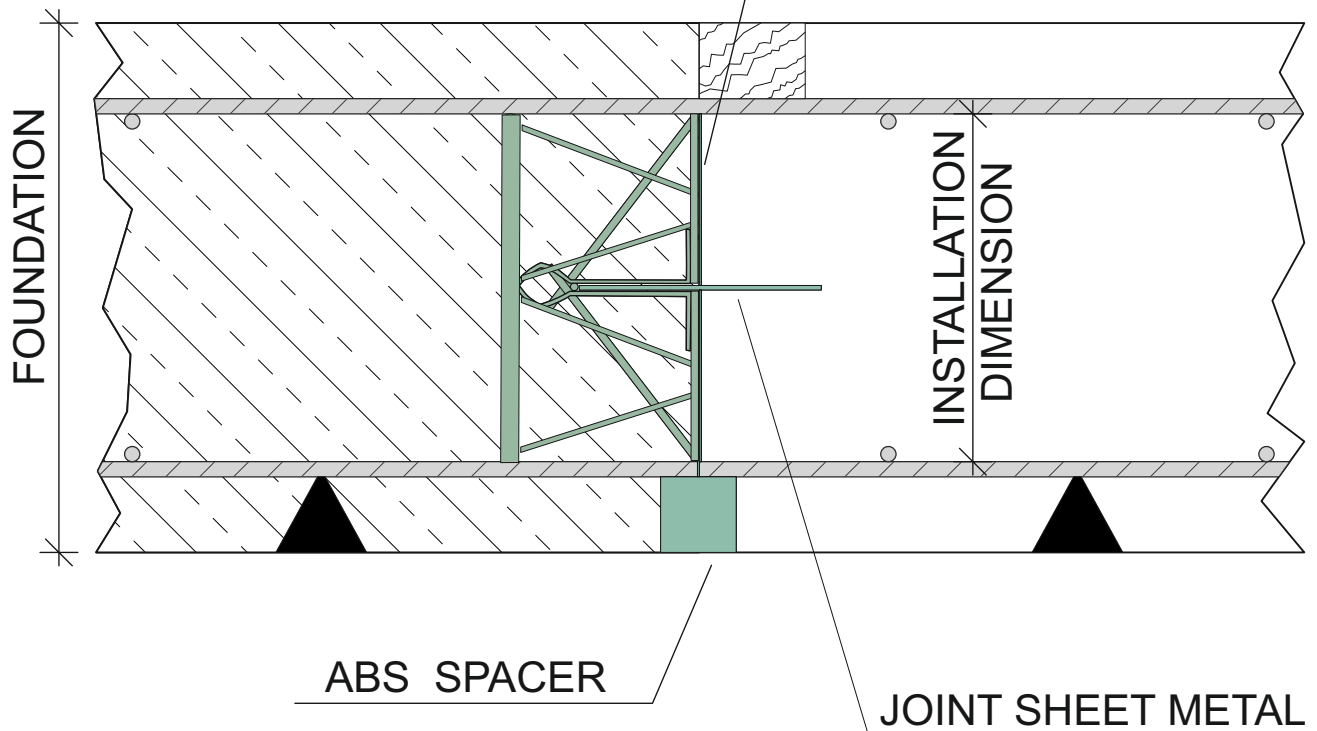 FOUNDATION
INSTALLATION
DIMENSION
ABS SPACER
JOINT SHEET METAL